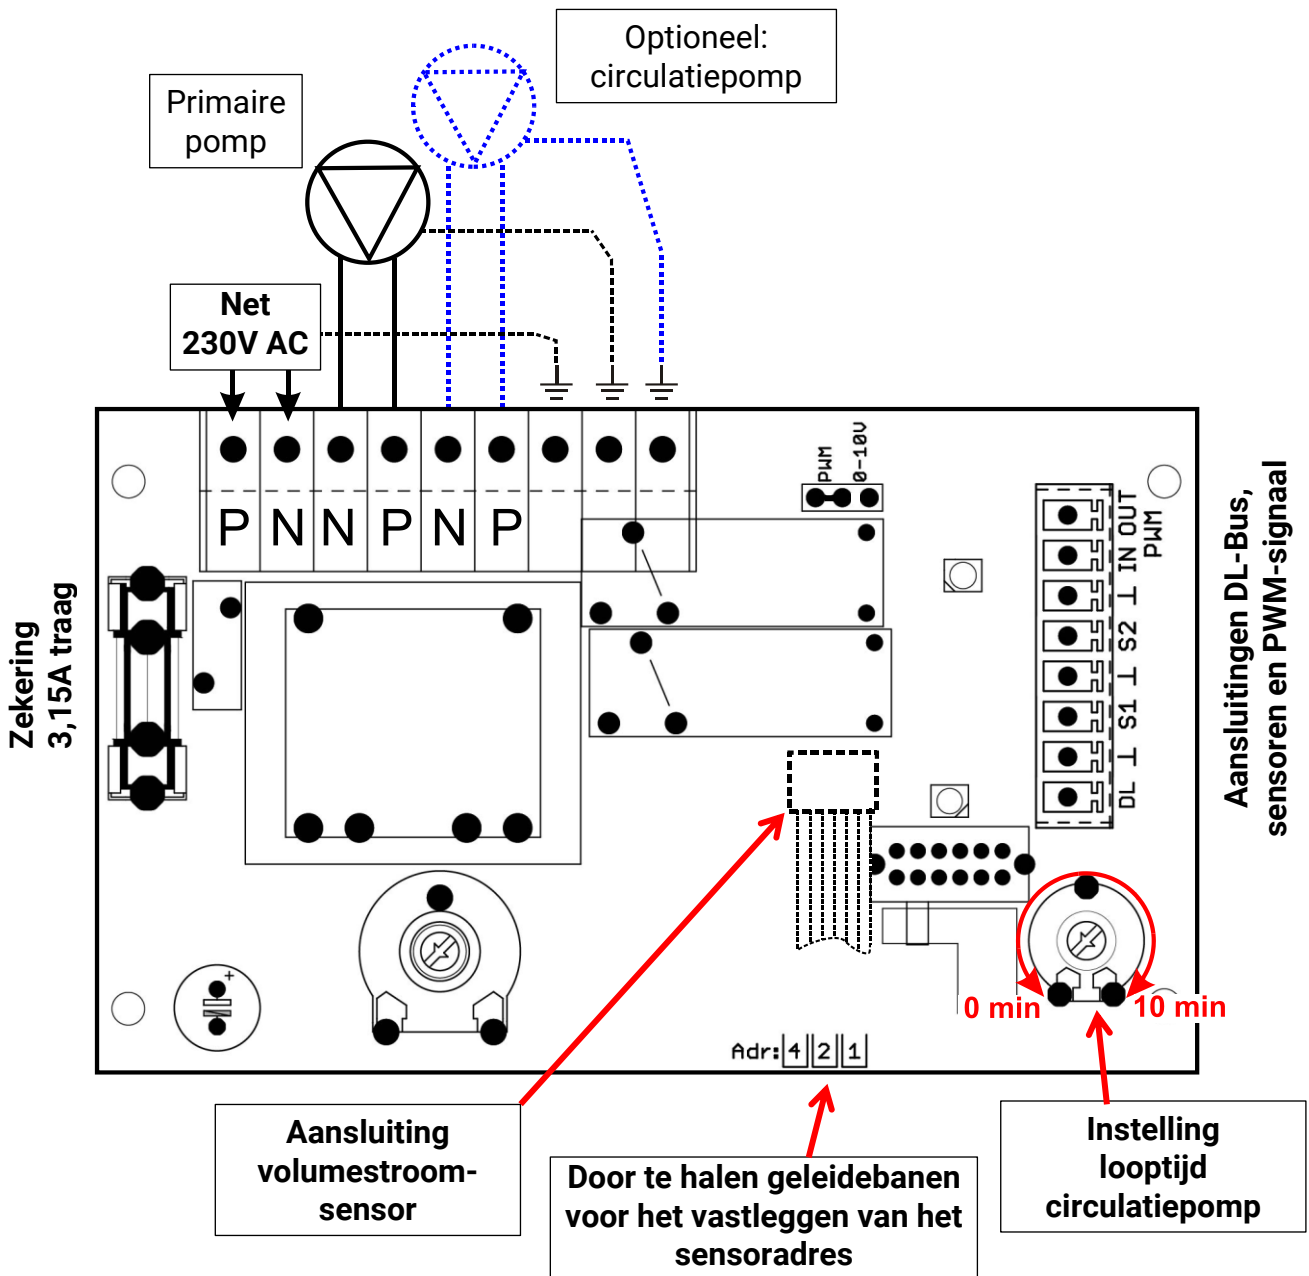 Optioneel:
circulatiepomp
Primaire
pomp
Net
230V AC
P N N P N P
PWM
0-10V
Zekering
3,15A traag
IN OUT
PWM
⊥
S2
⊥
S1
⊥
DL
Aansluitingen DL-Bus,
sensoren en PWM-signaal
+
0 min
10 min
Adr: 4 2 1
Aansluiting
volumestroom-
sensor
Door te halen geleidebanen
voor het vastleggen van het
sensoradres
Instelling
looptijd
circulatiepomp